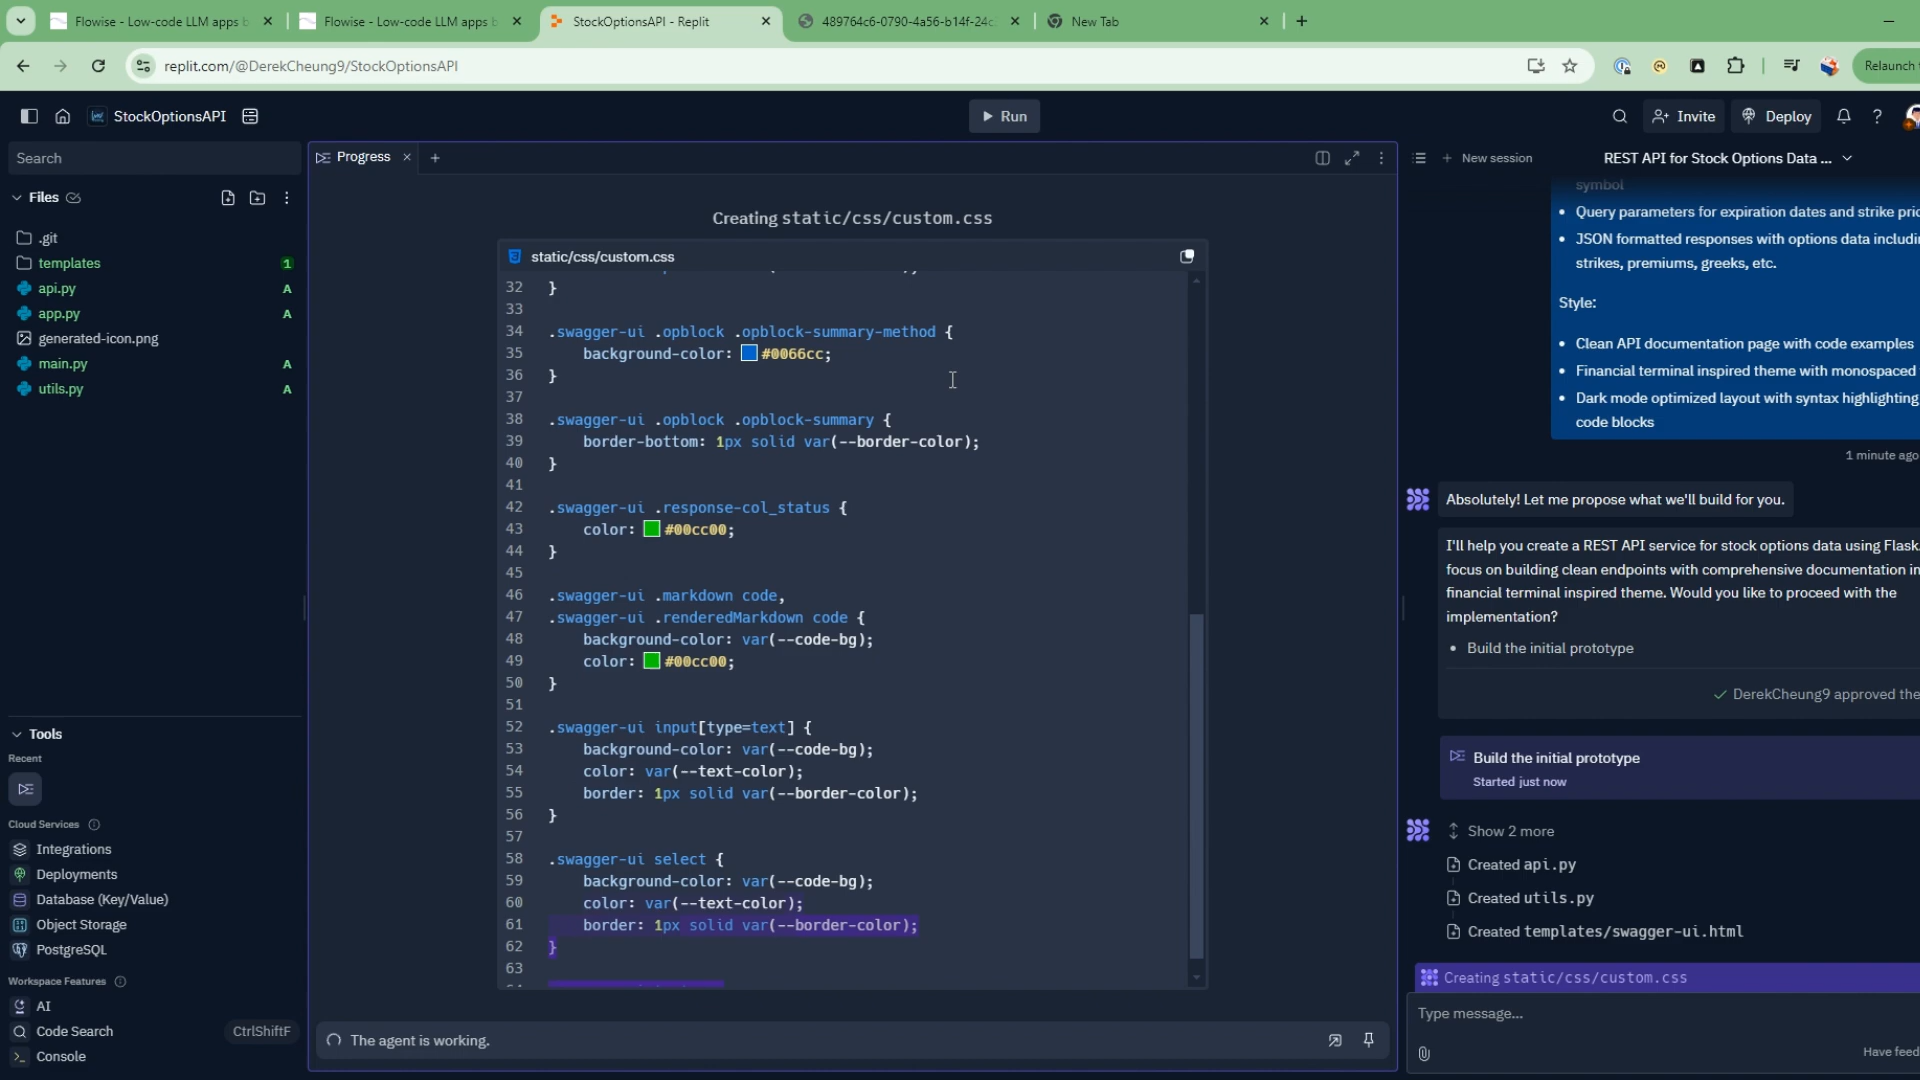 Flowise - Low-code LLM apps b
Flowise - Low-code LLM apps b
StockOptionsAPI - Replit
489764c6-0790-4a56-b14f-24c
New Tab
replit.com/@DerekCheung9/StockOptionsAPI
Relaunch
StockOptionsAPI
Run
Invite
Deploy
Search
Files
.git
templates 1
api.py A
app.py A
generated-icon.png
main.py A
utils.py A
Tools
Recent
Cloud Services
Integrations
Deployments
Database (Key/Value)
Object Storage
PostgreSQL
Workspace Features
AI
Code Search CtrlShiftF
Console
Progress
Creating static/css/custom.css
static/css/custom.css
32 }
33
34 .swagger-ui .opblock .opblock-summary-method {
35 background-color: #0066cc;
36 }
37
38 .swagger-ui .opblock .opblock-summary {
39 border-bottom: 1px solid var(--border-color);
40 }
41
42 .swagger-ui .response-col_status {
43 color: #00cc00;
44 }
45
46 .swagger-ui .markdown code,
47 .swagger-ui .renderedMarkdown code {
48 background-color: var(--code-bg);
49 color: #00cc00;
50 }
51
52 .swagger-ui input[type=text] {
53 background-color: var(--code-bg);
54 color: var(--text-color);
55 border: 1px solid var(--border-color);
56 }
57
58 .swagger-ui select {
59 background-color: var(--code-bg);
60 color: var(--text-color);
61 border: 1px solid var(--border-color);
62 }
63
The agent is working.
New session
REST API for Stock Options Data ...
symbol
• Query parameters for expiration dates and strike pric
• JSON formatted responses with options data includi
strikes, premiums, greeks, etc.
Style:
• Clean API documentation page with code examples
• Financial terminal inspired theme with monospaced
• Dark mode optimized layout with syntax highlighting
code blocks
1 minute ago
Absolutely! Let me propose what we'll build for you.
I'll help you create a REST API service for stock options data using Flask.
focus on building clean endpoints with comprehensive documentation in
financial terminal inspired theme. Would you like to proceed with the
implementation?
• Build the initial prototype
DerekCheung9 approved the
Build the initial prototype
Started just now
Show 2 more
Created api.py
Created utils.py
Created templates/swagger-ui.html
Creating static/css/custom.css
Type message...
Have feed